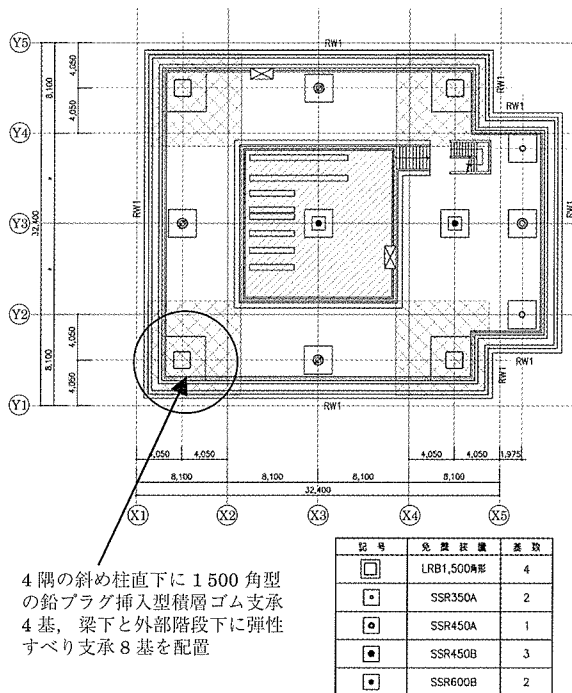 Y5
RW1
4,050
8,100
4,050
RW1
RW1
Y4
RW1
32,400
Y3
RW1
Y2
4,050
8,100
4,050
RW1
RW1
Y1
RW1
4,050
4,050
4,050
4,050
1,975
8,100
8,100
8,100
8,100
32,400
X1
X2
X3
X4
X5
4 隅の斜め柱直下に 1 500 角型
の鉛プラグ挿入型積層ゴム支承
4 基，梁下と外部階段下に弾性
すべり支承 8 基を配置
記 号 免 震 装 置 基 数
LRB1,500角形 4
SSR350A 2
SSR450A 1
SSR450B 3
SSR600B 2